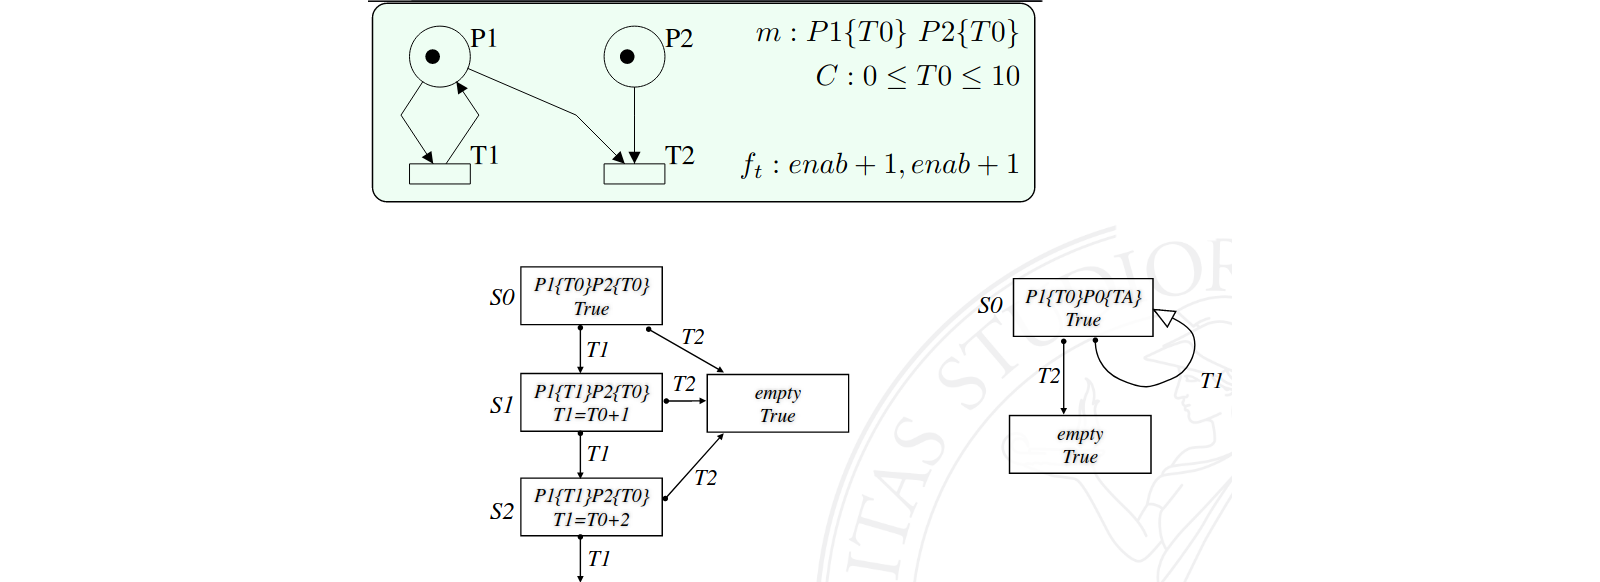 P1
P2
m : P1{T0} P2{T0}
C : 0 ≤ T0 ≤ 10
T1
T2
f_t : enab + 1, enab + 1
S0
P1{T0}P2{T0}
True
T1
T2
S1
P1{T1}P2{T0}
T1=T0+1
T2
empty
True
T1
S2
P1{T1}P2{T0}
T1=T0+2
T2
T1
S0
P1{T0}P0{TA}
True
T2
T1
empty
True
ITAS STUDIOR